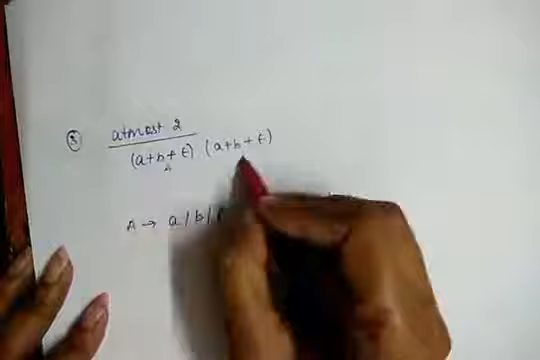 ③ atmost 2
(a+b+ϵ) (a+b+ϵ)
A
A → a/b/